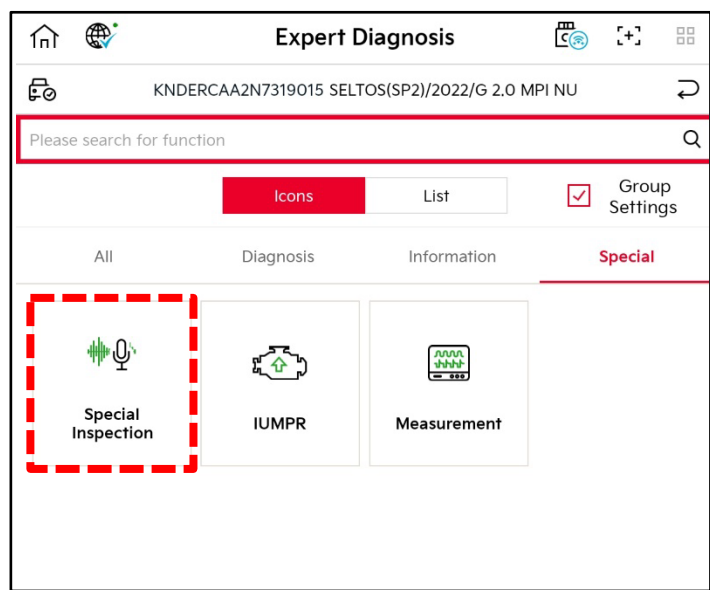 Expert Diagnosis
KNDERCAA2N7319015 SELTOS(SP2)/2022/G 2.0 MPI NU
Please search for function
Icons
List
Group
Settings
All
Diagnosis
Information
Special
Special
Inspection
IUMPR
Measurement